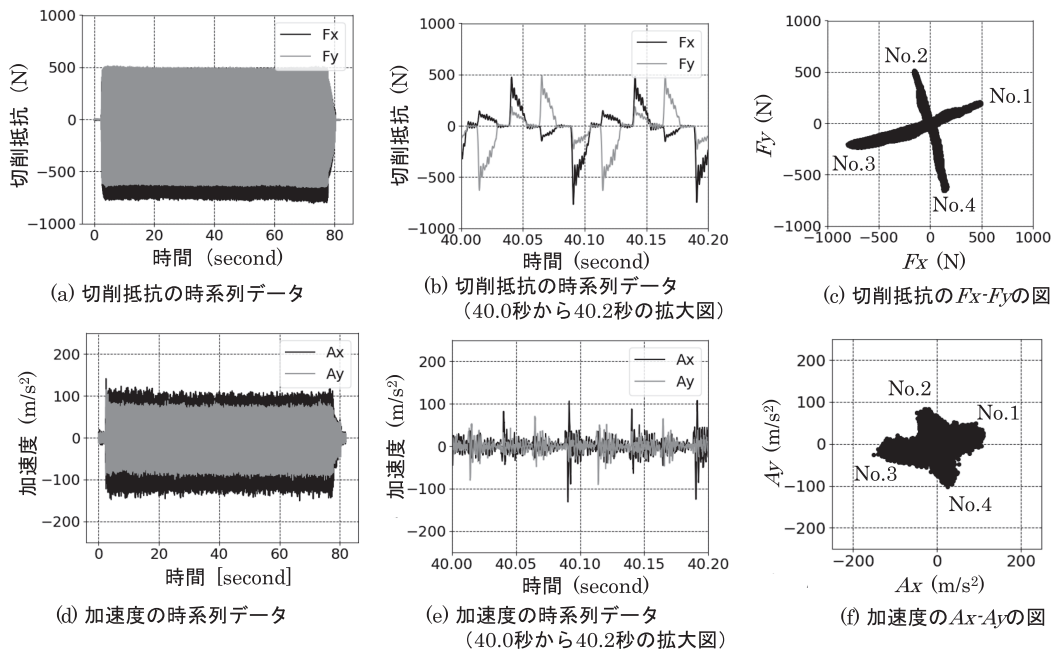 1000
500
0
−500
−1000
0
20
40
60
80
切削抵抗 (N)
Fx
Fy
時間 (second)
(a) 切削抵抗の時系列データ
1000
500
0
−500
−1000
40.00
40.05
40.10
40.15
40.20
切削抵抗 (N)
Fx
Fy
時間 (second)
(b) 切削抵抗の時系列データ
(40.0秒から40.2秒の拡大図)
1000
500
0
−500
−1000
−1000
−500
0
500
1000
Fy (N)
No.2
No.1
No.3
No.4
Fx (N)
(c) 切削抵抗のFx-Fyの図
200
100
0
−100
−200
0
20
40
60
80
加速度 (m/s²)
Ax
Ay
時間 [second]
(d) 加速度の時系列データ
200
100
0
−100
−200
40.00
40.05
40.10
40.15
40.20
加速度 (m/s²)
Ax
Ay
時間 (second)
(e) 加速度の時系列データ
(40.0秒から40.2秒の拡大図)
200
100
0
−100
−200
−200
0
200
Ay (m/s²)
No.2
No.1
No.3
No.4
Ax (m/s²)
(f) 加速度のAx-Ayの図